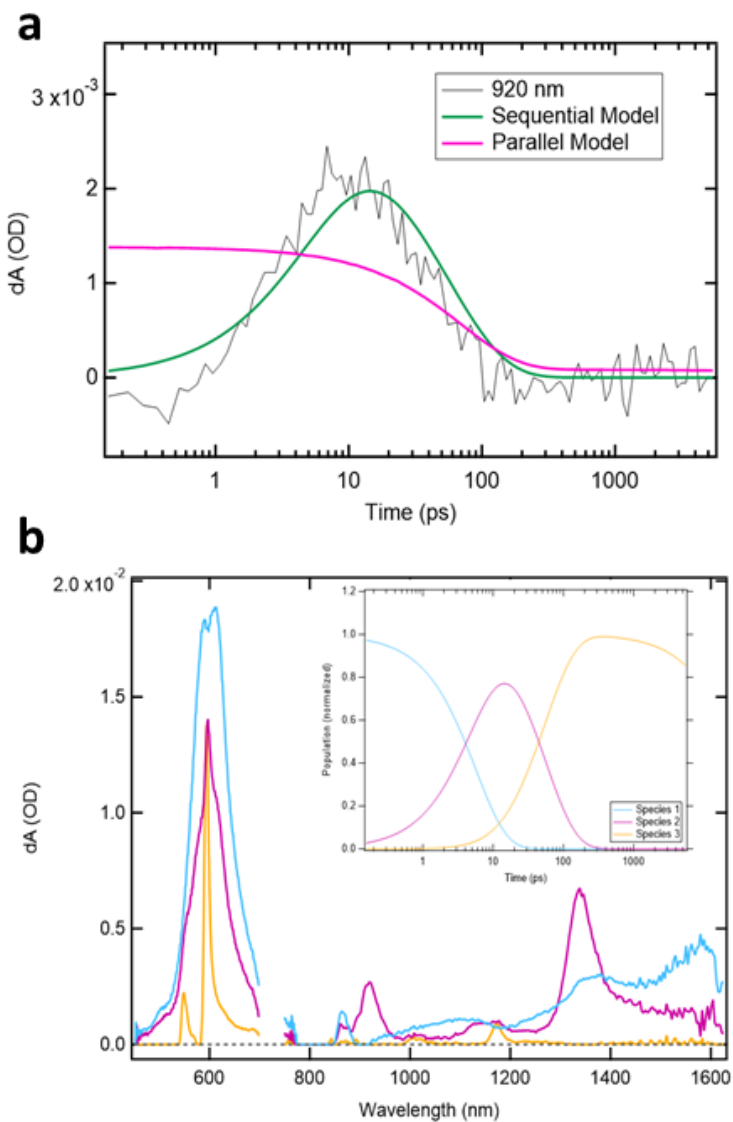 a
3 x10-3
2
1
0
dA (OD)
920 nm
Sequential Model
Parallel Model
1
10
100
1000
Time (ps)
b
2.0 x10-2
1.5
1.0
0.5
0.0
dA (OD)
1.2
1.0
0.8
0.6
0.4
0.2
0.0
Population (normalized)
Species 1
Species 2
Species 3
1
10
100
1000
Time (ps)
600
800
1000
1200
1400
1600
Wavelength (nm)